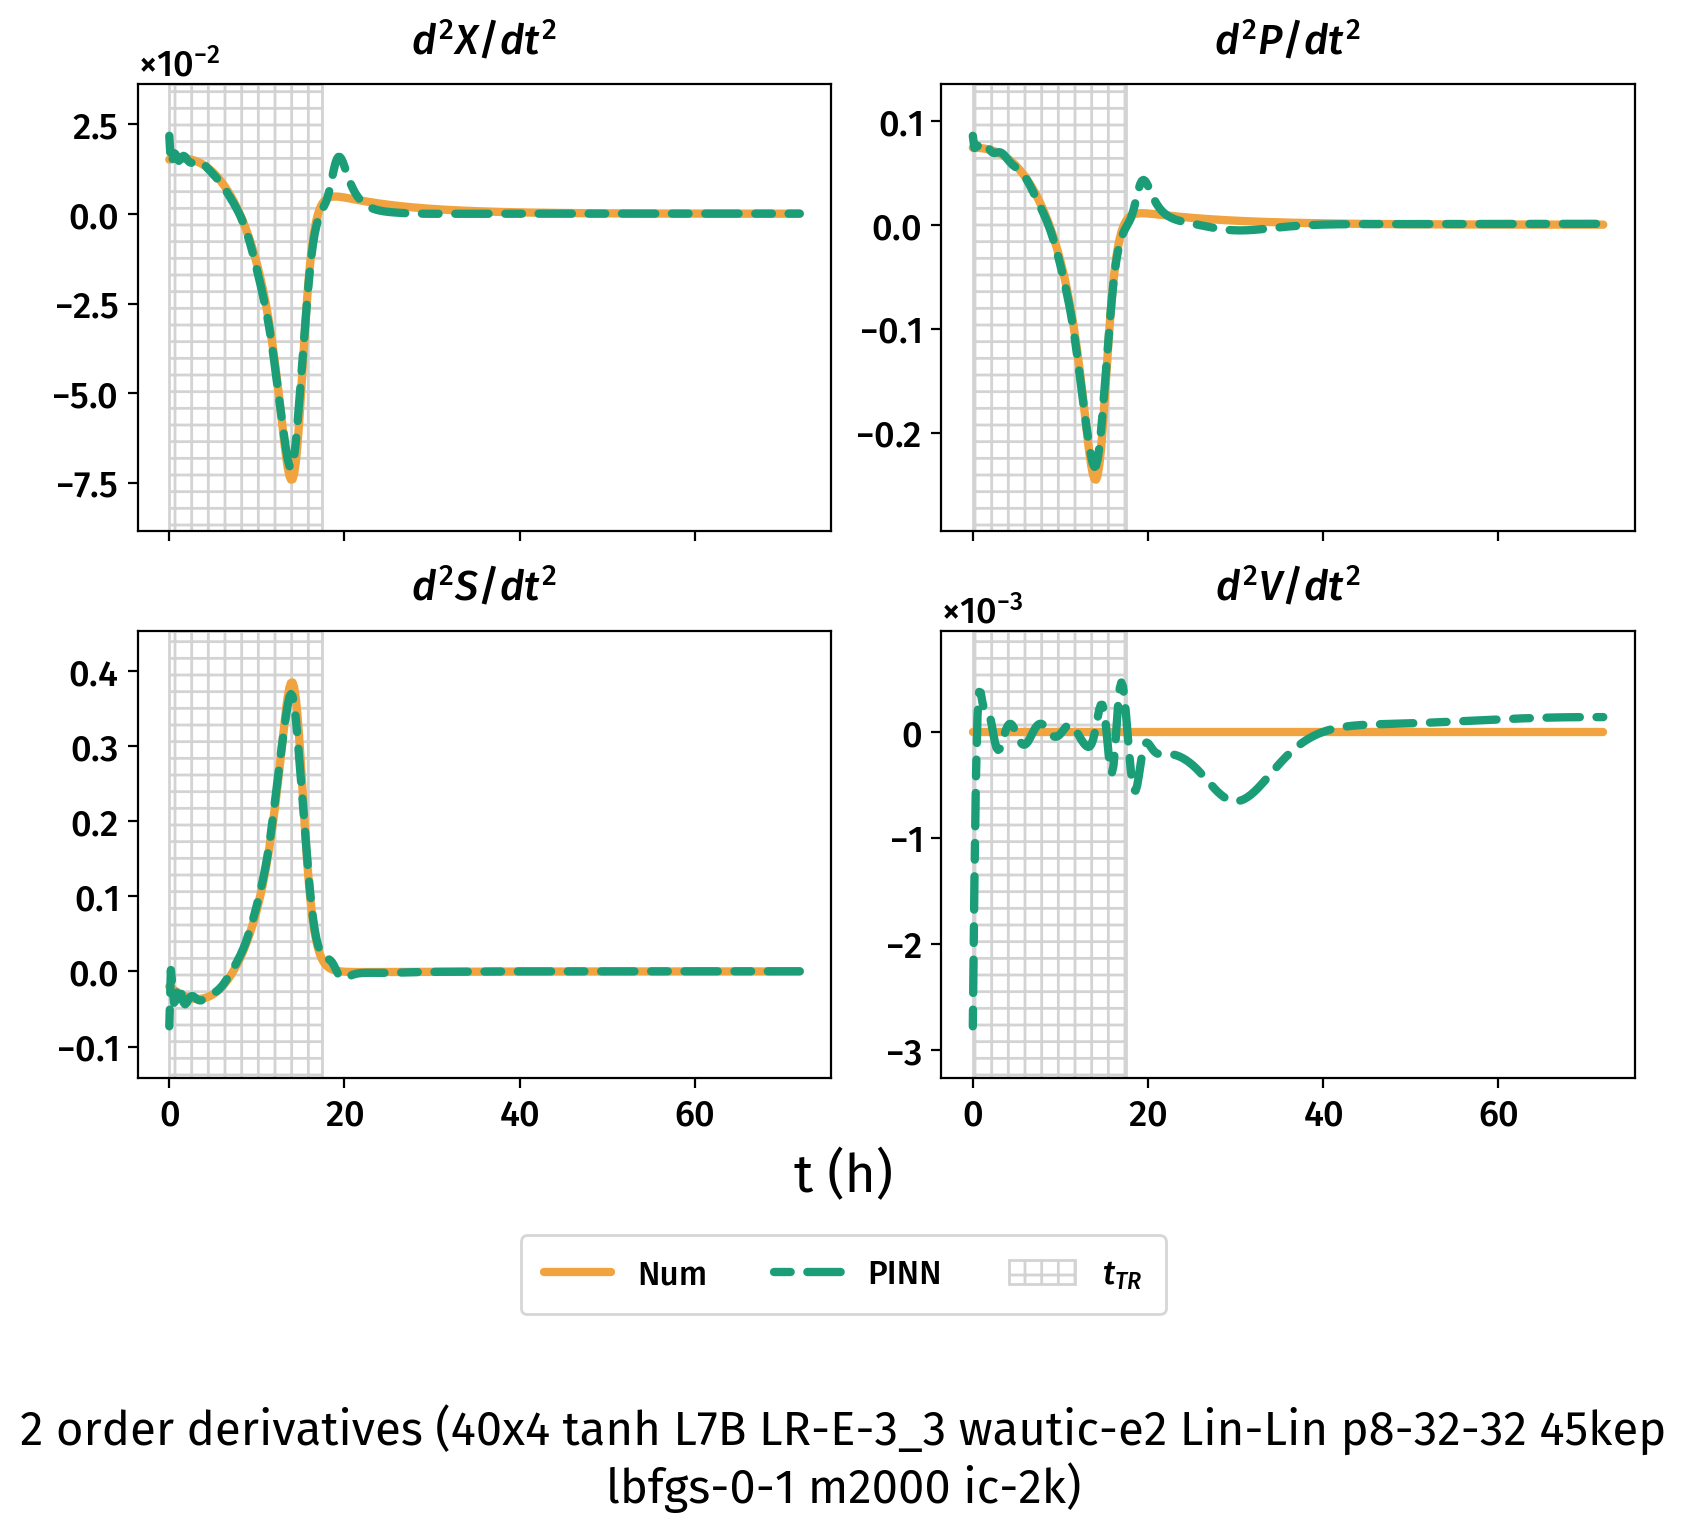 d²X/dt²
×10⁻²
2.5
0.0
−2.5
−5.0
−7.5
d²P/dt²
0.1
0.0
−0.1
−0.2
d²S/dt²
0.4
0.3
0.2
0.1
0.0
−0.1
0 20 40 60
d²V/dt²
×10⁻³
0
−1
−2
−3
0 20 40 60
t (h)
Num PINN t_TR
2 order derivatives (40x4 tanh L7B LR-E-3_3 wautic-e2 Lin-Lin p8-32-32 45kep
lbfgs-0-1 m2000 ic-2k)